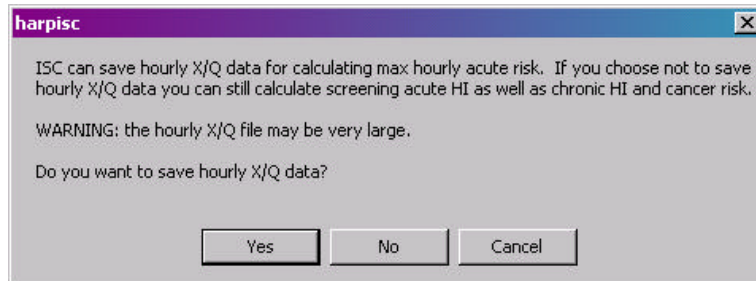 harpisc
ISC can save hourly X/Q data for calculating max hourly acute risk.  If you choose not to save
hourly X/Q data you can still calculate screening acute HI as well as chronic HI and cancer risk.
WARNING: the hourly X/Q file may be very large.
Do you want to save hourly X/Q data?
Yes
No
Cancel